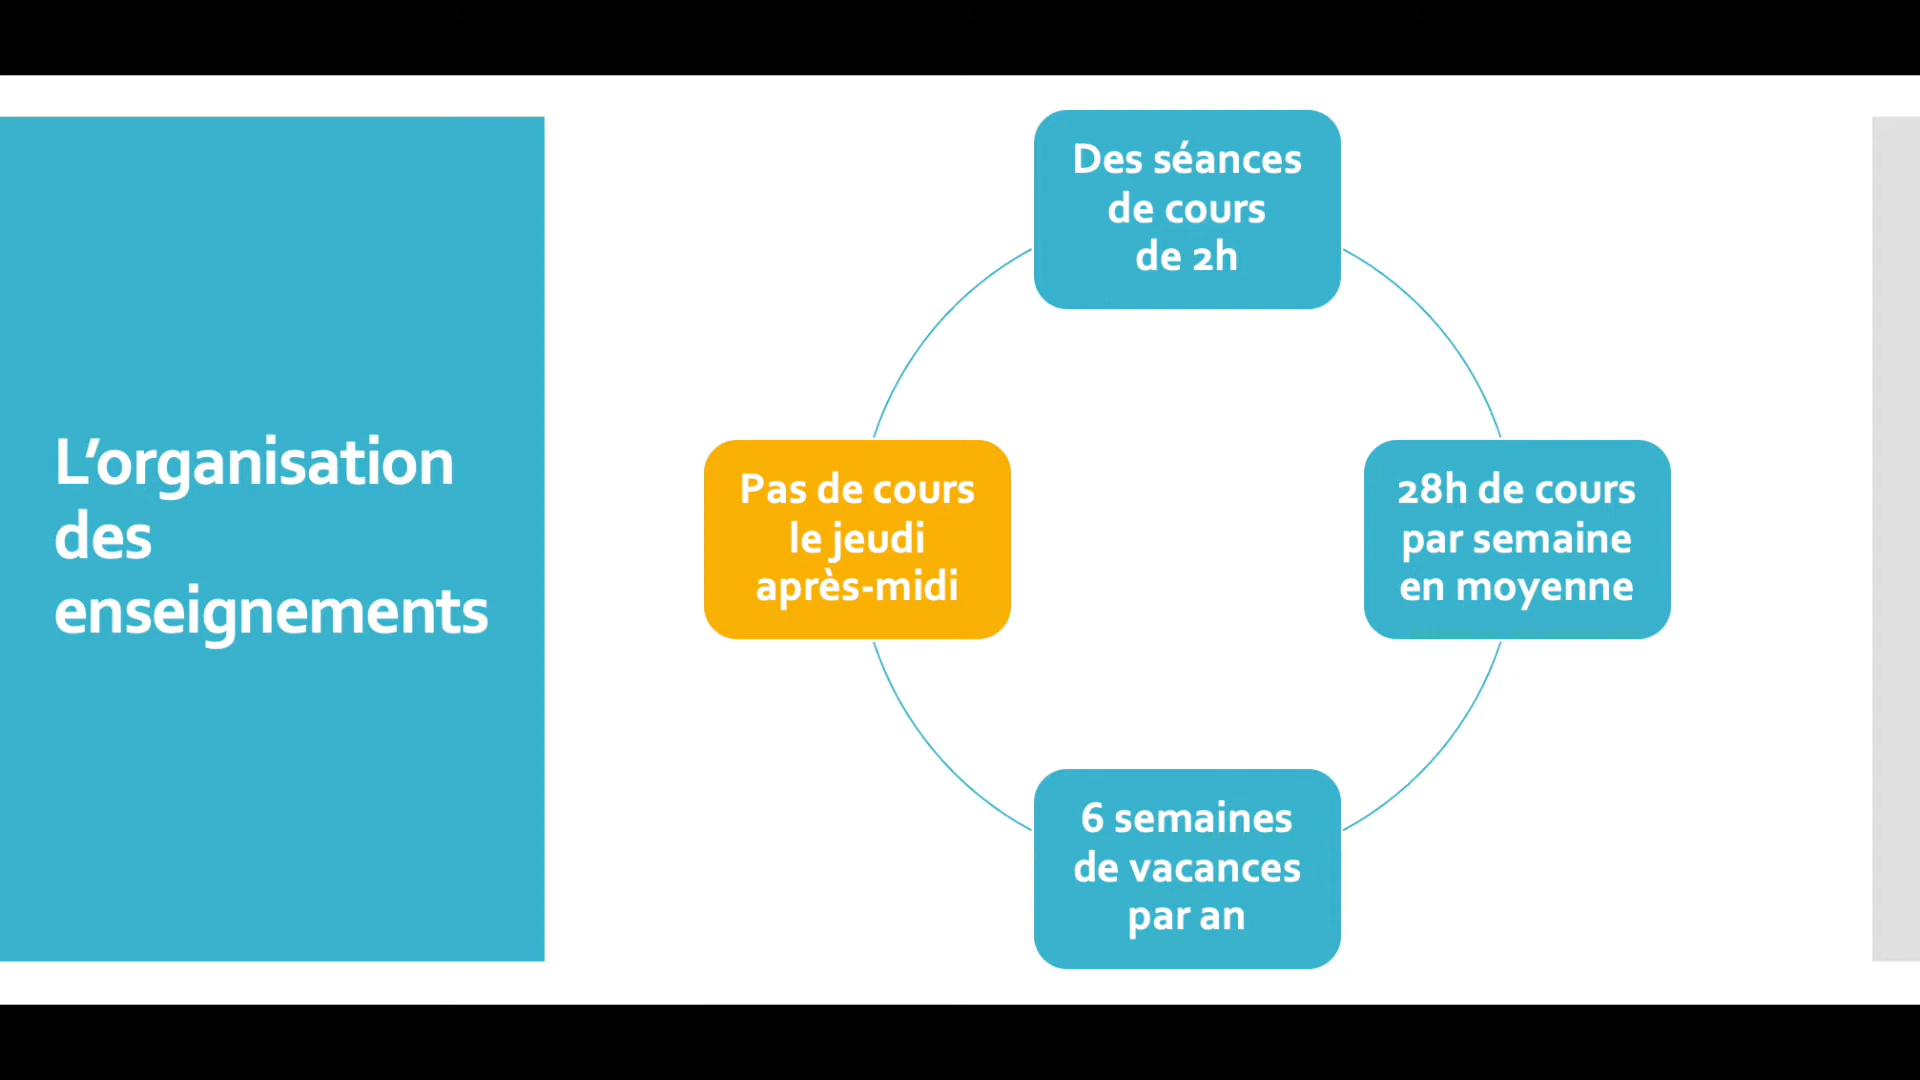 L’organisation
des
enseignements
Des séances
de cours
de 2h
28h de cours
par semaine
en moyenne
6 semaines
de vacances
par an
Pas de cours
le jeudi
après-midi